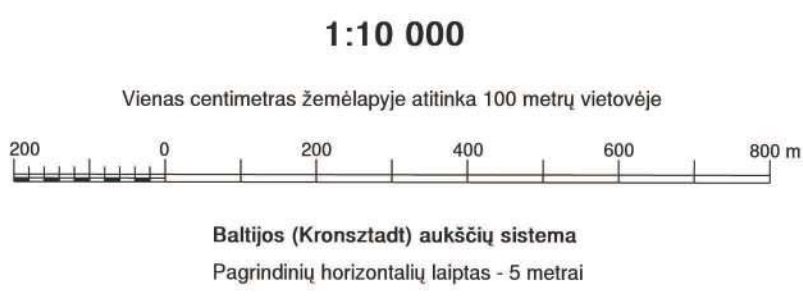 1:10 000
Vienas centimetras žemėlapyje atitinka 100 metrų vietovėje
200 0 200 400 600 800 m
Baltijos (Kronsztadt) aukščių sistema
Pagrindinių horizontalių laiptas - 5 metrai